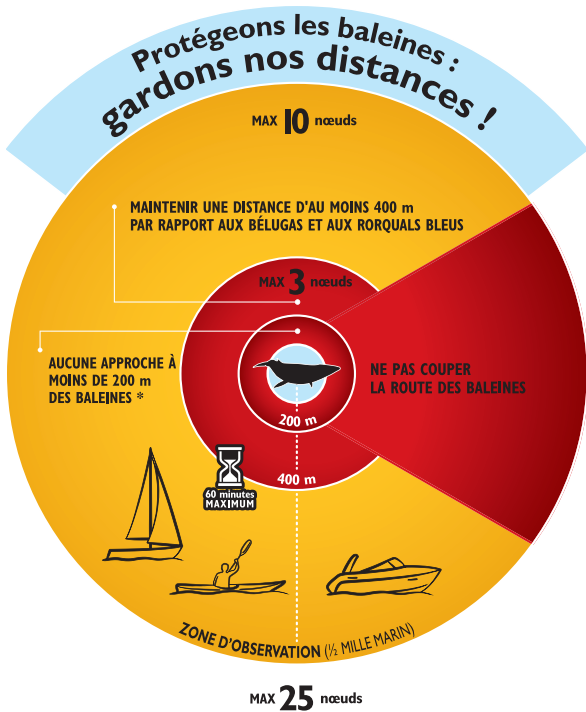 Protégeons les baleines :
gardons nos distances !
MAX 10 nœuds
MAINTENIR UNE DISTANCE D'AU MOINS 400 m
PAR RAPPORT AUX BÉLUGAS ET AUX RORQUALS BLEUS
MAX 3 nœuds
AUCUNE APPROCHE À
MOINS DE 200 m
DES BALEINES *
NE PAS COUPER
LA ROUTE DES BALEINES
200 m
400 m
60 minutes
MAXIMUM
ZONE D'OBSERVATION (½ MILLE MARIN)
MAX 25 nœuds